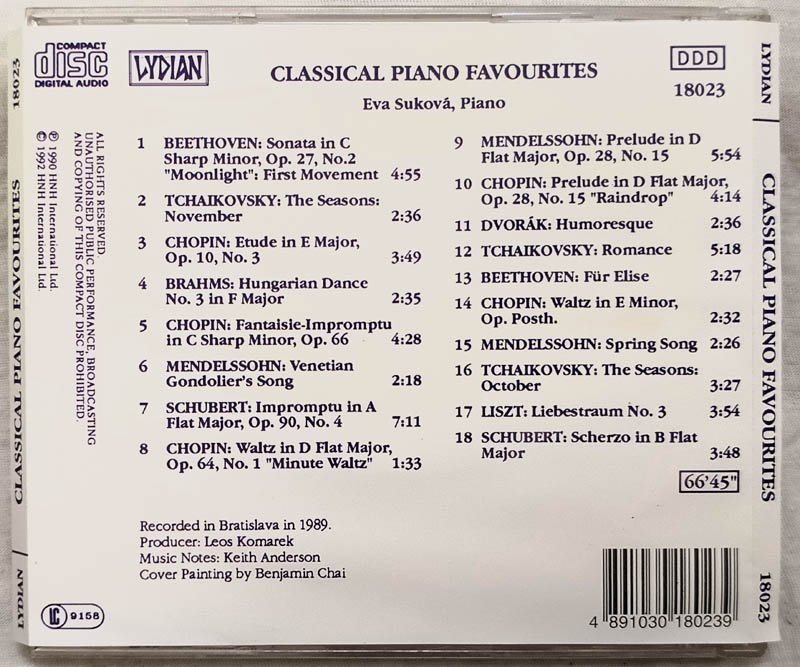 COMPACT
disc
DIGITAL AUDIO
LYDIAN
CLASSICAL PIANO FAVOURITES
Eva Suková, Piano
DDD
18023
1 BEETHOVEN: Sonata in C
Sharp Minor, Op. 27, No.2
"Moonlight": First Movement 4:55
2 TCHAIKOVSKY: The Seasons:
November 2:36
3 CHOPIN: Etude in E Major,
Op. 10, No. 3 3:49
4 BRAHMS: Hungarian Dance
No. 3 in F Major 2:35
5 CHOPIN: Fantaisie-Impromptu
in C Sharp Minor, Op. 66 4:28
6 MENDELSSOHN: Venetian
Gondolier's Song 2:18
7 SCHUBERT: Impromptu in A
Flat Major, Op. 90, No. 4 7:11
8 CHOPIN: Waltz in D Flat Major,
Op. 64, No. 1 "Minute Waltz" 1:33
9 MENDELSSOHN: Prelude in D
Flat Major, Op. 28, No. 15 5:54
10 CHOPIN: Prelude in D Flat Major,
Op. 28, No. 15 "Raindrop" 4:14
11 DVORÁK: Humoresque 2:36
12 TCHAIKOVSKY: Romance 5:18
13 BEETHOVEN: Für Elise 2:27
14 CHOPIN: Waltz in E Minor,
Op. Posth. 2:32
15 MENDELSSOHN: Spring Song 2:26
16 TCHAIKOVSKY: The Seasons:
October 3:27
17 LISZT: Liebestraum No. 3 3:54
18 SCHUBERT: Scherzo in B Flat
Major 3:48
66'45"
Recorded in Bratislava in 1989.
Producer: Leos Komarek
Music Notes: Keith Anderson
Cover Painting by Benjamin Chai
4 891030 180239
LC 9158
ALL RIGHTS RESERVED.
UNAUTHORISED PUBLIC PERFORMANCE, BROADCASTING
AND COPYING OF THIS COMPACT DISC PROHIBITED.
℗ 1990 HNH International Ltd.
© 1992 HNH International Ltd.
LYDIAN CLASSICAL PIANO FAVOURITES 18023
LYDIAN CLASSICAL PIANO FAVOURITES 18023